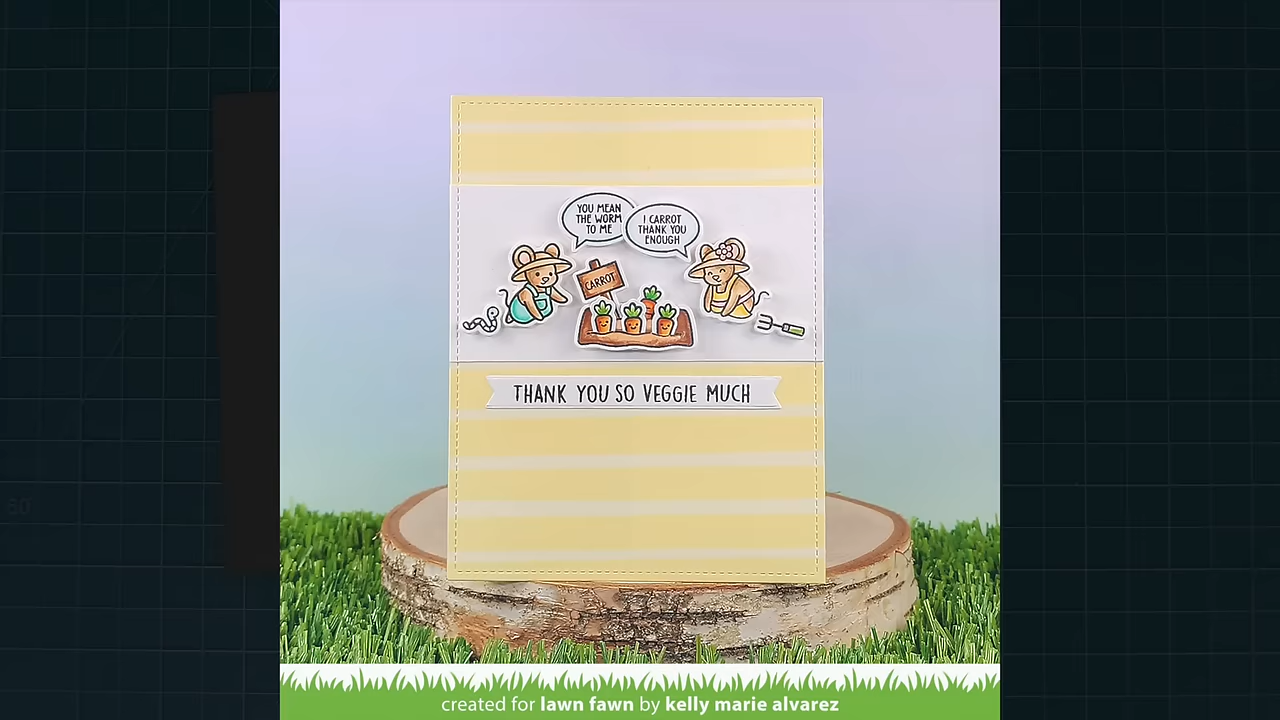 YOU MEAN
THE WORM
TO ME
I CARROT
THANK YOU
ENOUGH
CARROT
THANK YOU SO VEGGIE MUCH
created for lawn fawn by kelly marie alvarez